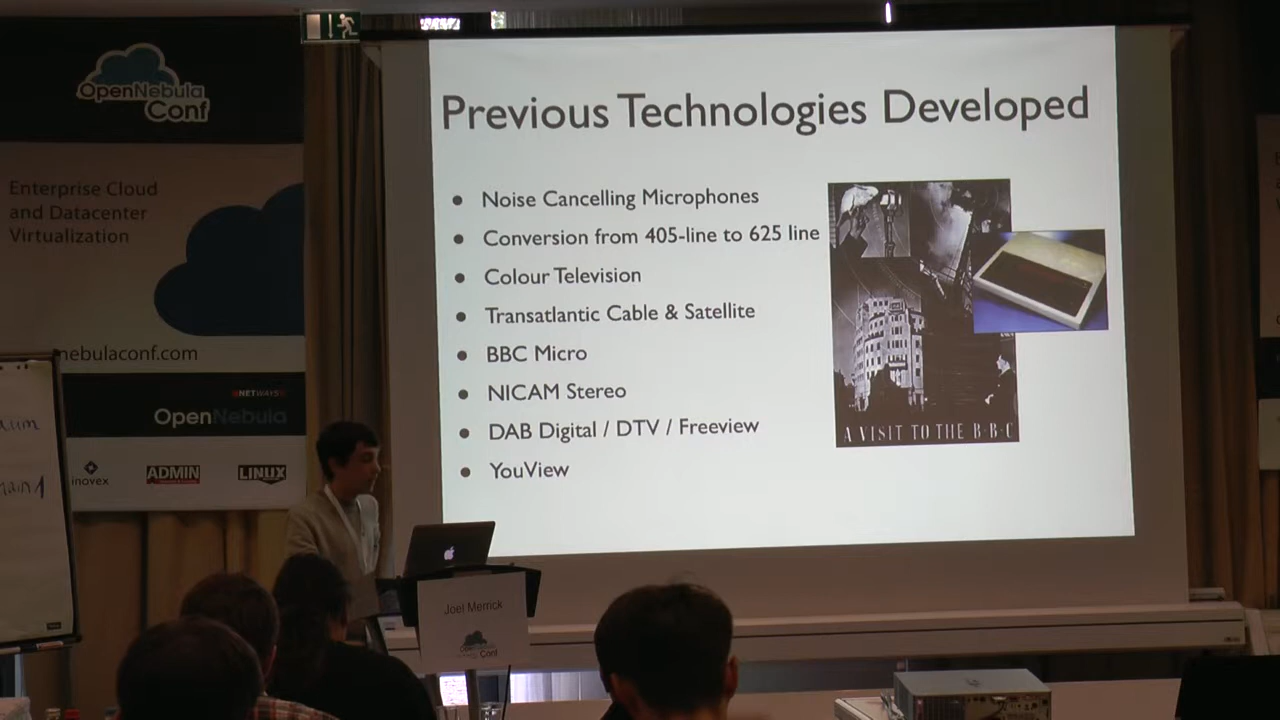 OpenNebula
Conf
Enterprise Cloud
and Datacenter
Virtualization
nebulaconf.com
NETWAYS
OpenNebula
inovex
ADMIN
LINUX
Previous Technologies Developed
• Noise Cancelling Microphones
• Conversion from 405-line to 625 line
• Colour Television
• Transatlantic Cable & Satellite
• BBC Micro
• NICAM Stereo
• DAB Digital / DTV / Freeview
• YouView
A VISIT TO THE B·B·C
Joel Merrick
OpenNebula
Conf